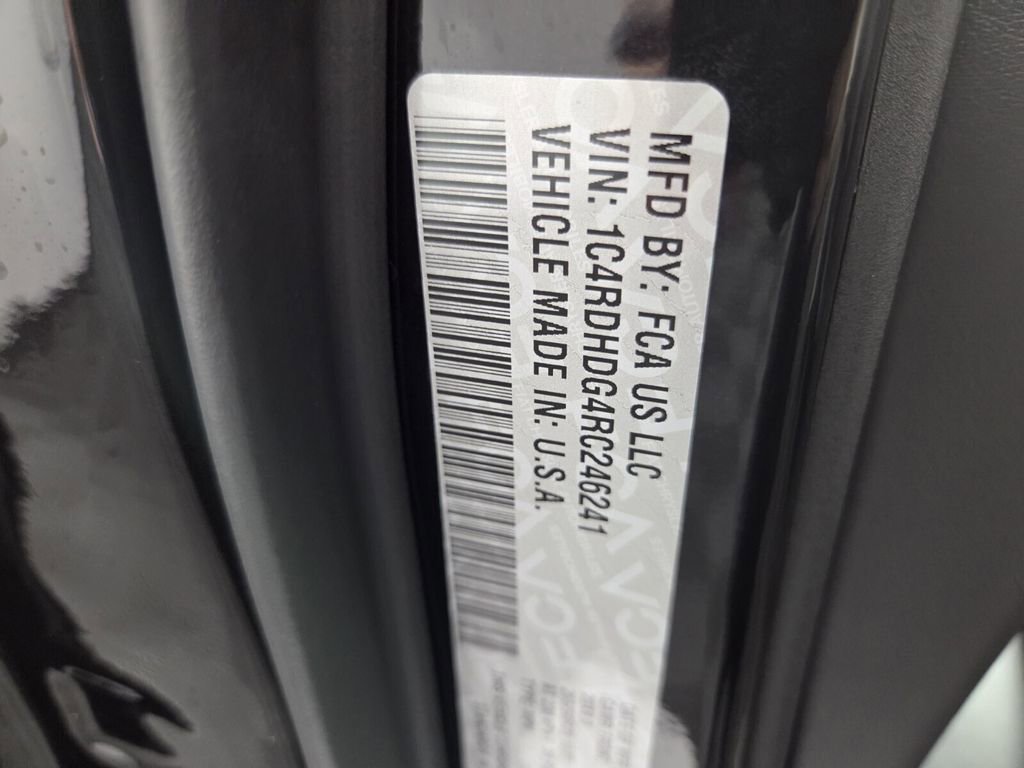 MFD BY: FCA US LLC
VIN: 1C4RDHDG4RC246241
VEHICLE MADE IN: U.S.A.